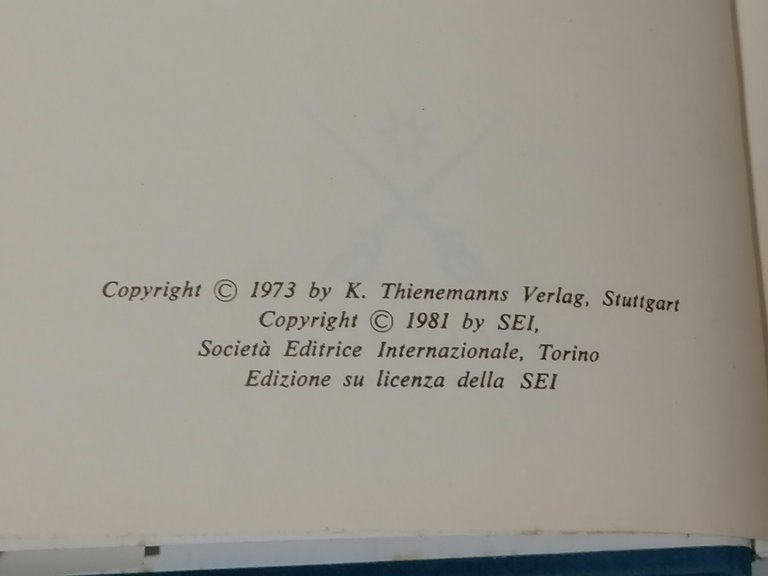 Copyright © 1973 by K. Thienemanns Verlag, Stuttgart
Copyright © 1981 by SEI,
Società Editrice Internazionale, Torino
Edizione su licenza della SEI